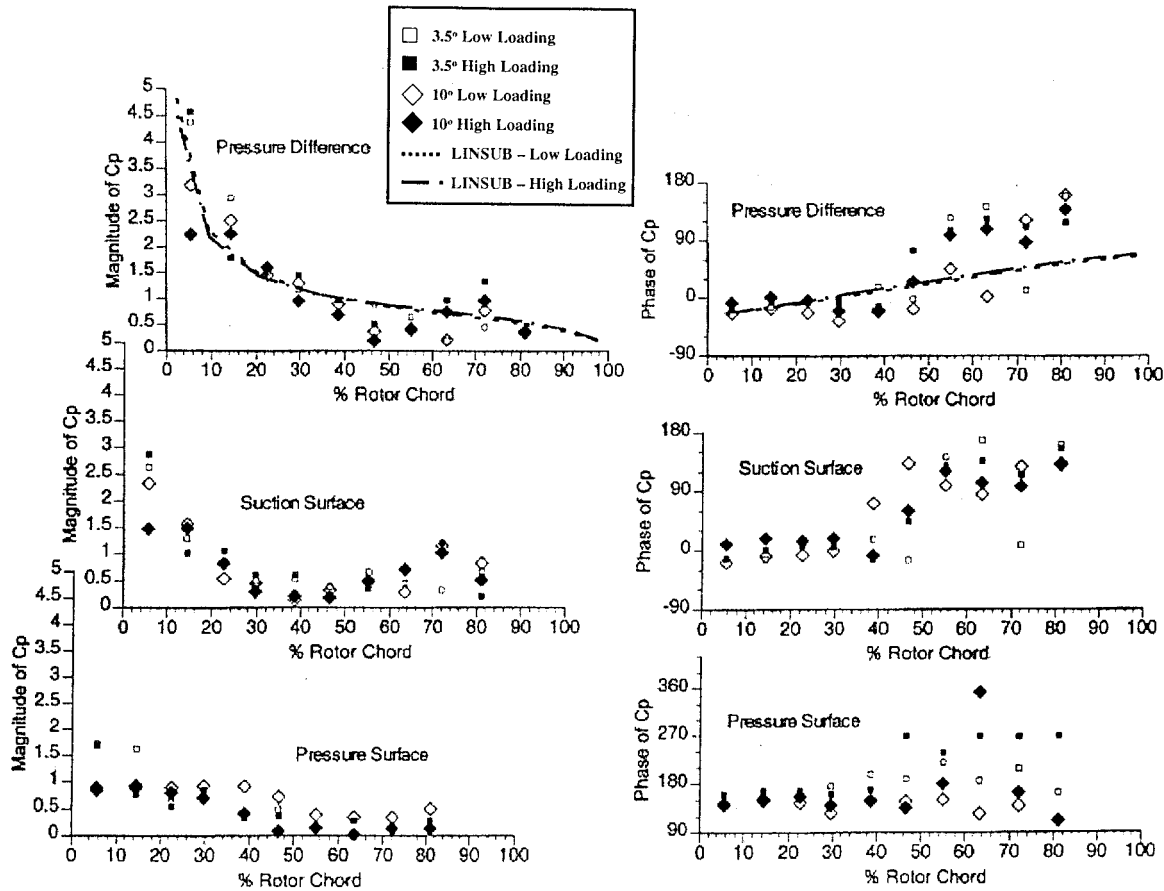 3.5º Low Loading
3.5º High Loading
10º Low Loading
10º High Loading
LINSUB – Low Loading
LINSUB – High Loading
Magnitude of Cp
5
4.5
4
3.5
3
2.5
2
1.5
1
0.5
0
Pressure Difference
0 10 20 30 40 50 60 70 80 90 100
% Rotor Chord
Phase of Cp
180
90
0
-90
Pressure Difference
0 10 20 30 40 50 60 70 80 90 100
% Rotor Chord
Magnitude of Cp
5
4.5
4
3.5
3
2.5
2
1.5
1
0.5
0
Suction Surface
0 10 20 30 40 50 60 70 80 90 100
% Rotor Chord
Phase of Cp
180
90
0
-90
Suction Surface
0 10 20 30 40 50 60 70 80 90 100
% Rotor Chord
Magnitude of Cp
5
4.5
4
3.5
3
2.5
2
1.5
1
0.5
0
Pressure Surface
0 10 20 30 40 50 60 70 80 90 100
% Rotor Chord
Phase of Cp
360
270
180
90
Pressure Surface
0 10 20 30 40 50 60 70 80 90 100
% Rotor Chord